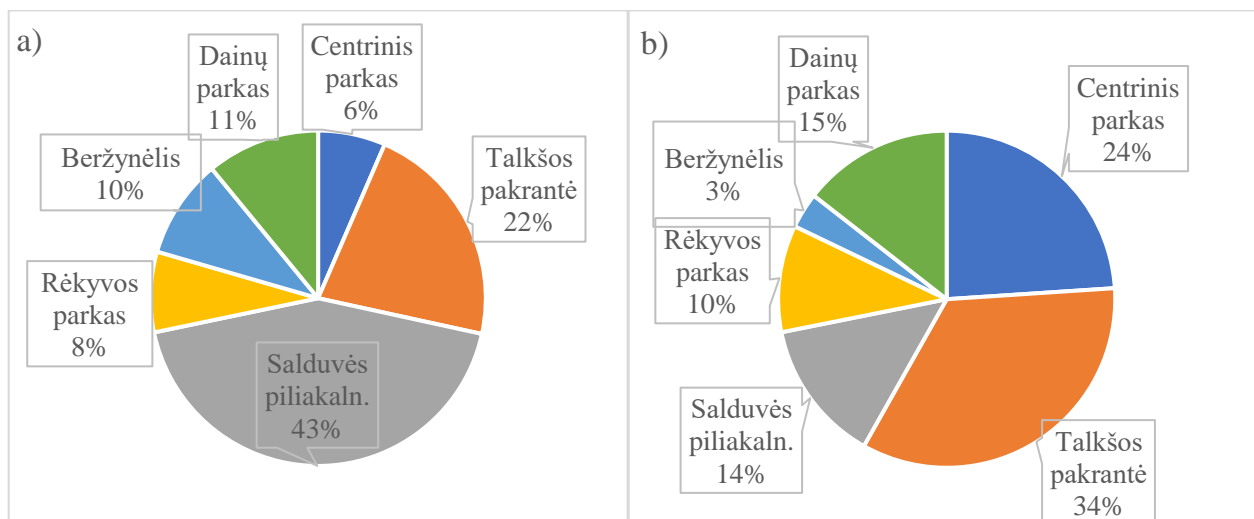 a)
Dainų
parkas
11%
Centrinis
parkas
6%
Talkšos
pakrantė
22%
Beržynėlis
10%
Rėkyvos
parkas
8%
Salduvės
piliakaln.
43%
b)
Dainų
parkas
15%
Centrinis
parkas
24%
Beržynėlis
3%
Rėkyvos
parkas
10%
Salduvės
piliakaln.
14%
Talkšos
pakrantė
34%